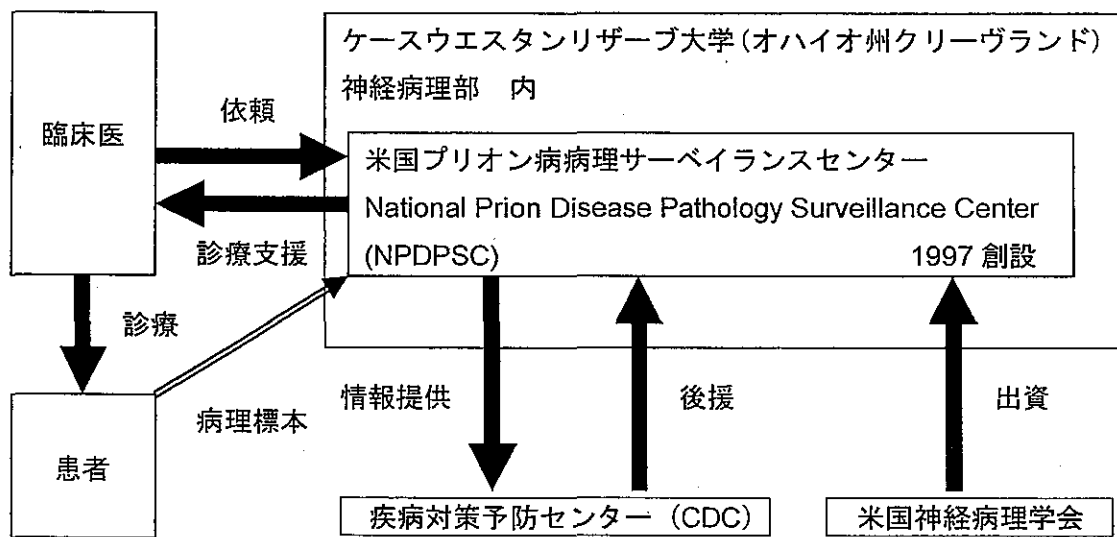 ケースウエスタンリザーブ大学(オハイオ州クリーヴランド)
神経病理部 内
臨床医
依頼
米国プリオン病病理サーベイランスセンター
National Prion Disease Pathology Surveillance Center
(NPDPSC) 1997 創設
診療支援
診療
病理標本
情報提供
後援
出資
患者
疾病対策予防センター (CDC)
米国神経病理学会